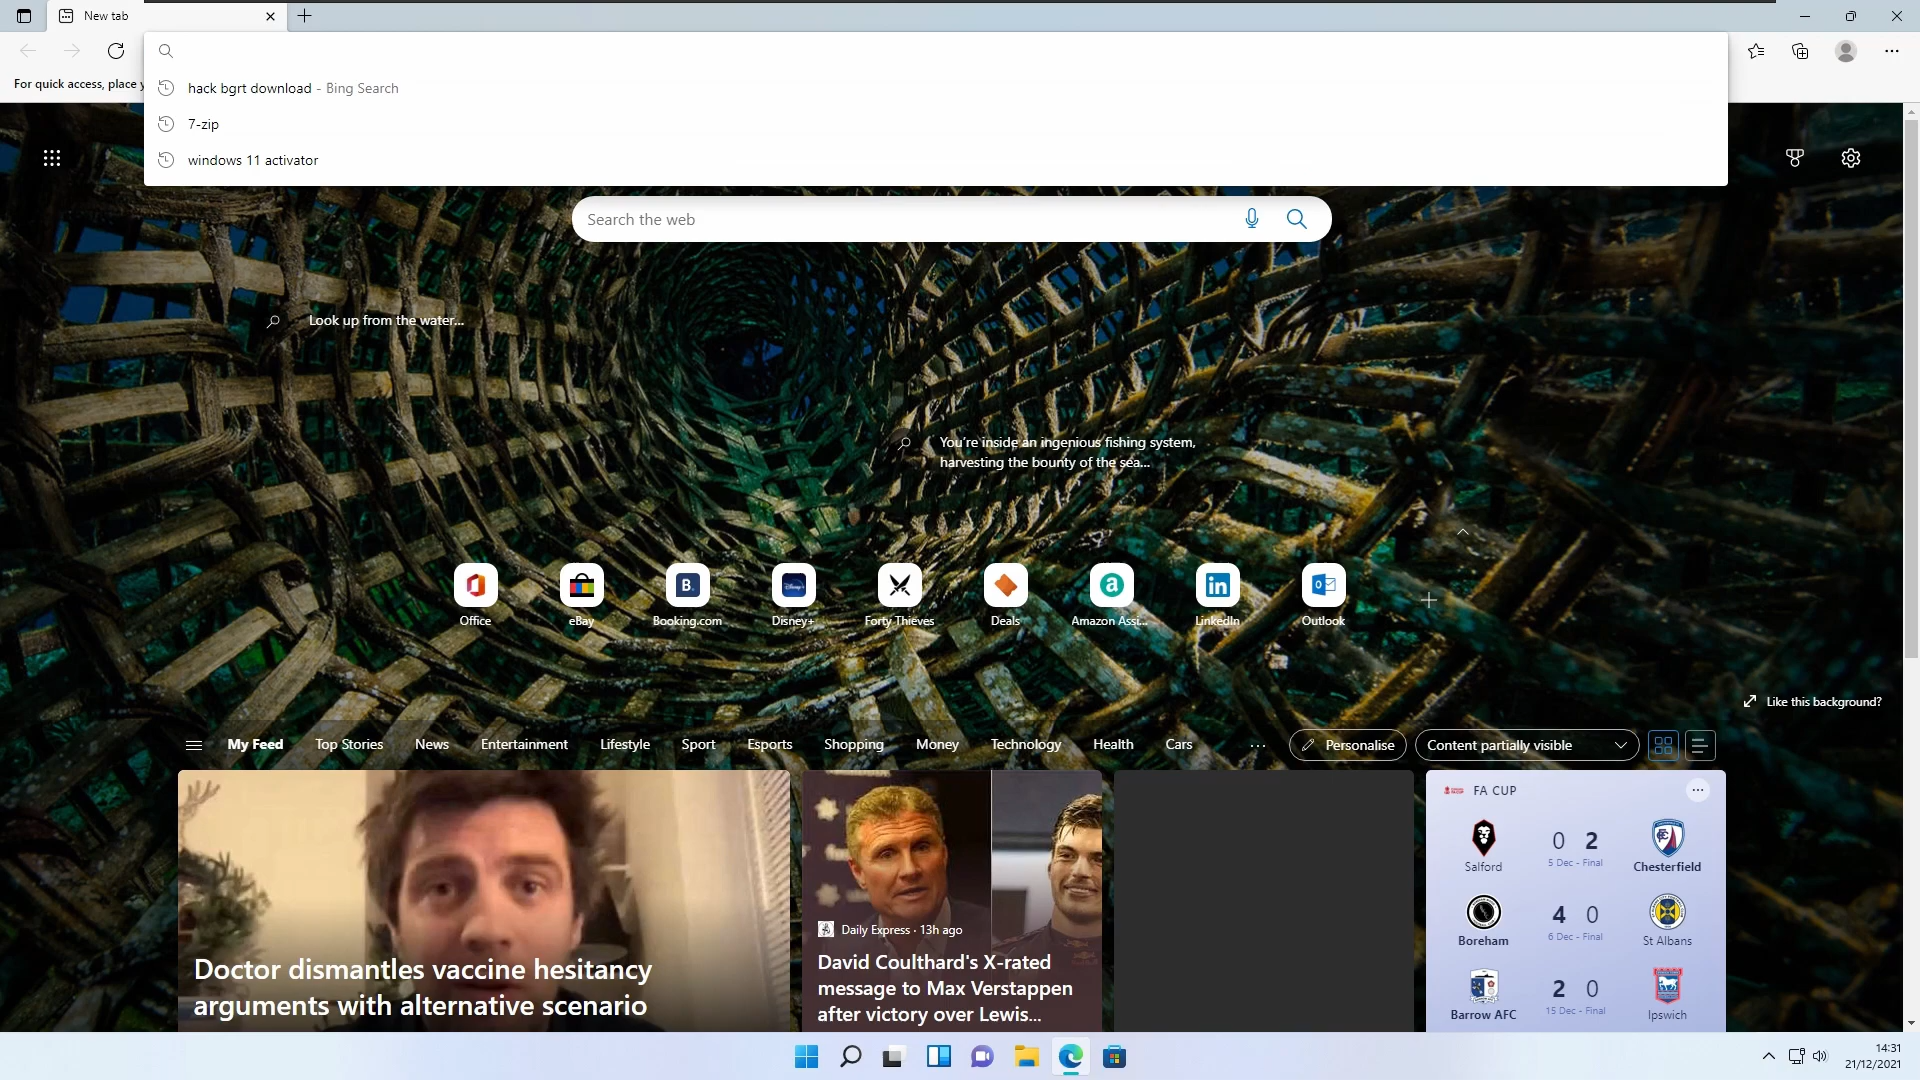 New tab
For quick access, place y
hack bgrt download - Bing Search
7-zip
windows 11 activator
Search the web
Look up from the water...
You're inside an ingenious fishing system,
harvesting the bounty of the sea...
Office
eBay
Booking.com
Disney+
Forty Thieves
Deals
Amazon Assi...
LinkedIn
Outlook
Like this background?
My Feed
Top Stories
News
Entertainment
Lifestyle
Sport
Esports
Shopping
Money
Technology
Health
Cars
Personalise
Content partially visible
Doctor dismantles vaccine hesitancy
arguments with alternative scenario
Daily Express · 13h ago
David Coulthard's X-rated
message to Max Verstappen
after victory over Lewis...
FA CUP
0 2
Salford
5 Dec - Final
Chesterfield
4 0
Boreham
6 Dec - Final
St Albans
2 0
Barrow AFC
15 Dec - Final
Ipswich
14:31
21/12/2021